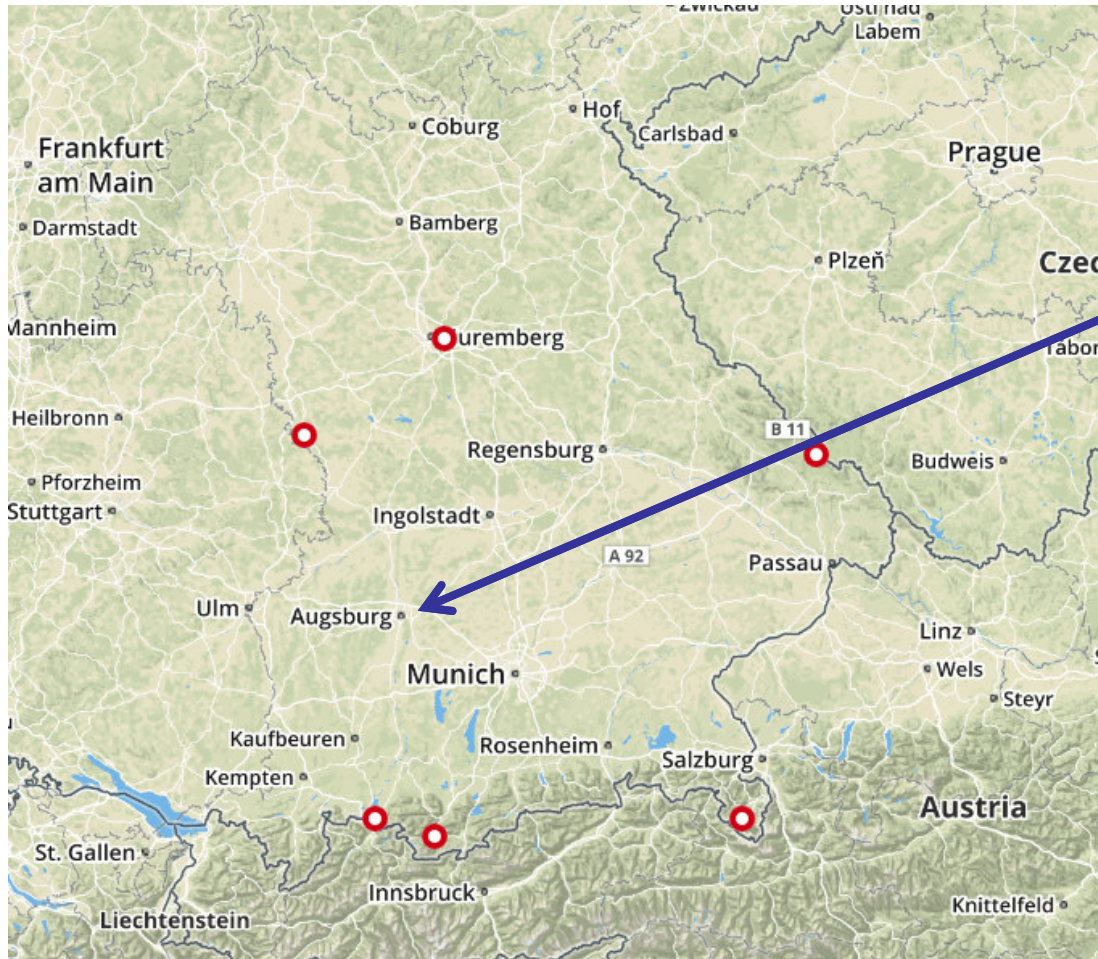 Zwickau
Ústí nad
Labem
Hof
Coburg
Carlsbad
Frankfurt
am Main
Prague
Darmstadt
Bamberg
Plzeň
Czec
Mannheim
uremberg
Tábor
Heilbronn
B 11
Regensburg
Budweis
Pforzheim
Stuttgart
Ingolstadt
A 92
Passau
Ulm
Augsburg
Linz
Munich
Wels
Steyr
Kaufbeuren
Rosenheim
Salzburg
Kempten
Austria
St. Gallen
Innsbruck
Knittelfeld
Liechtenstein